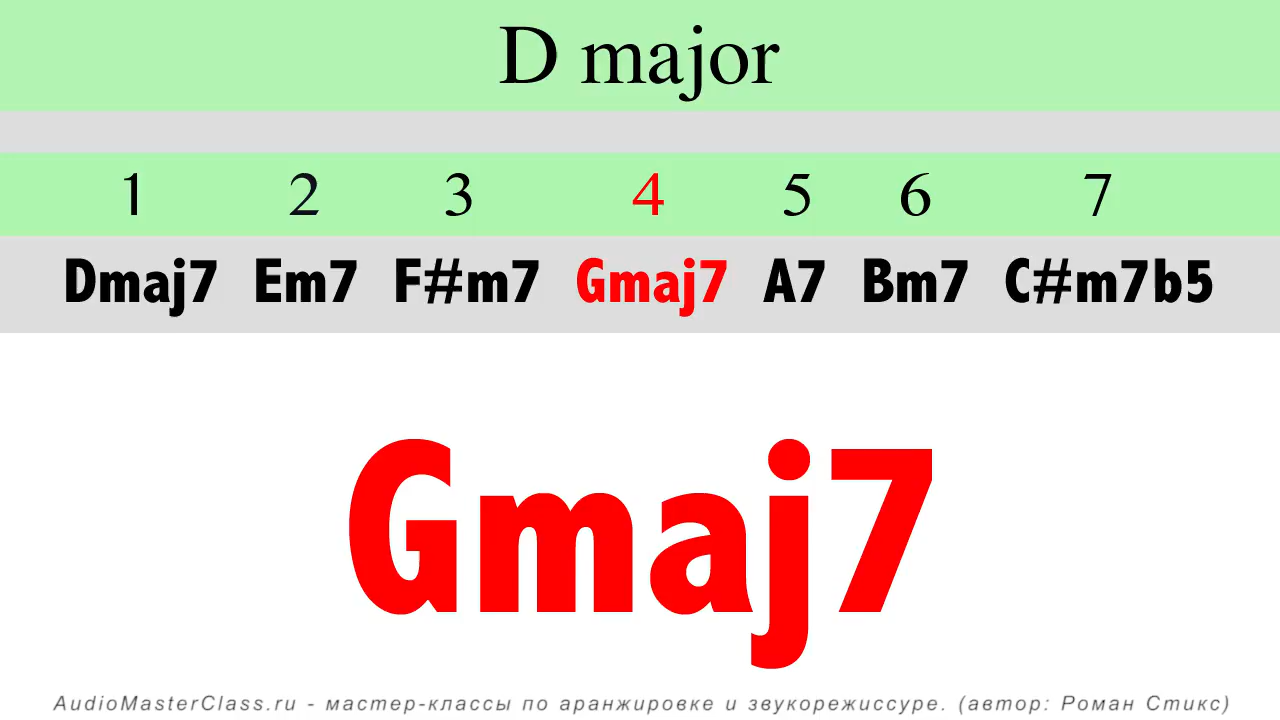 D major
1 2 3 4 5 6 7
Dmaj7 Em7 F#m7 Gmaj7 A7 Bm7 C#m7b5
Gmaj7
AudioMasterClass.ru - мастер-классы по аранжировке и звукорежиссуре. (автор: Роман Стикс)